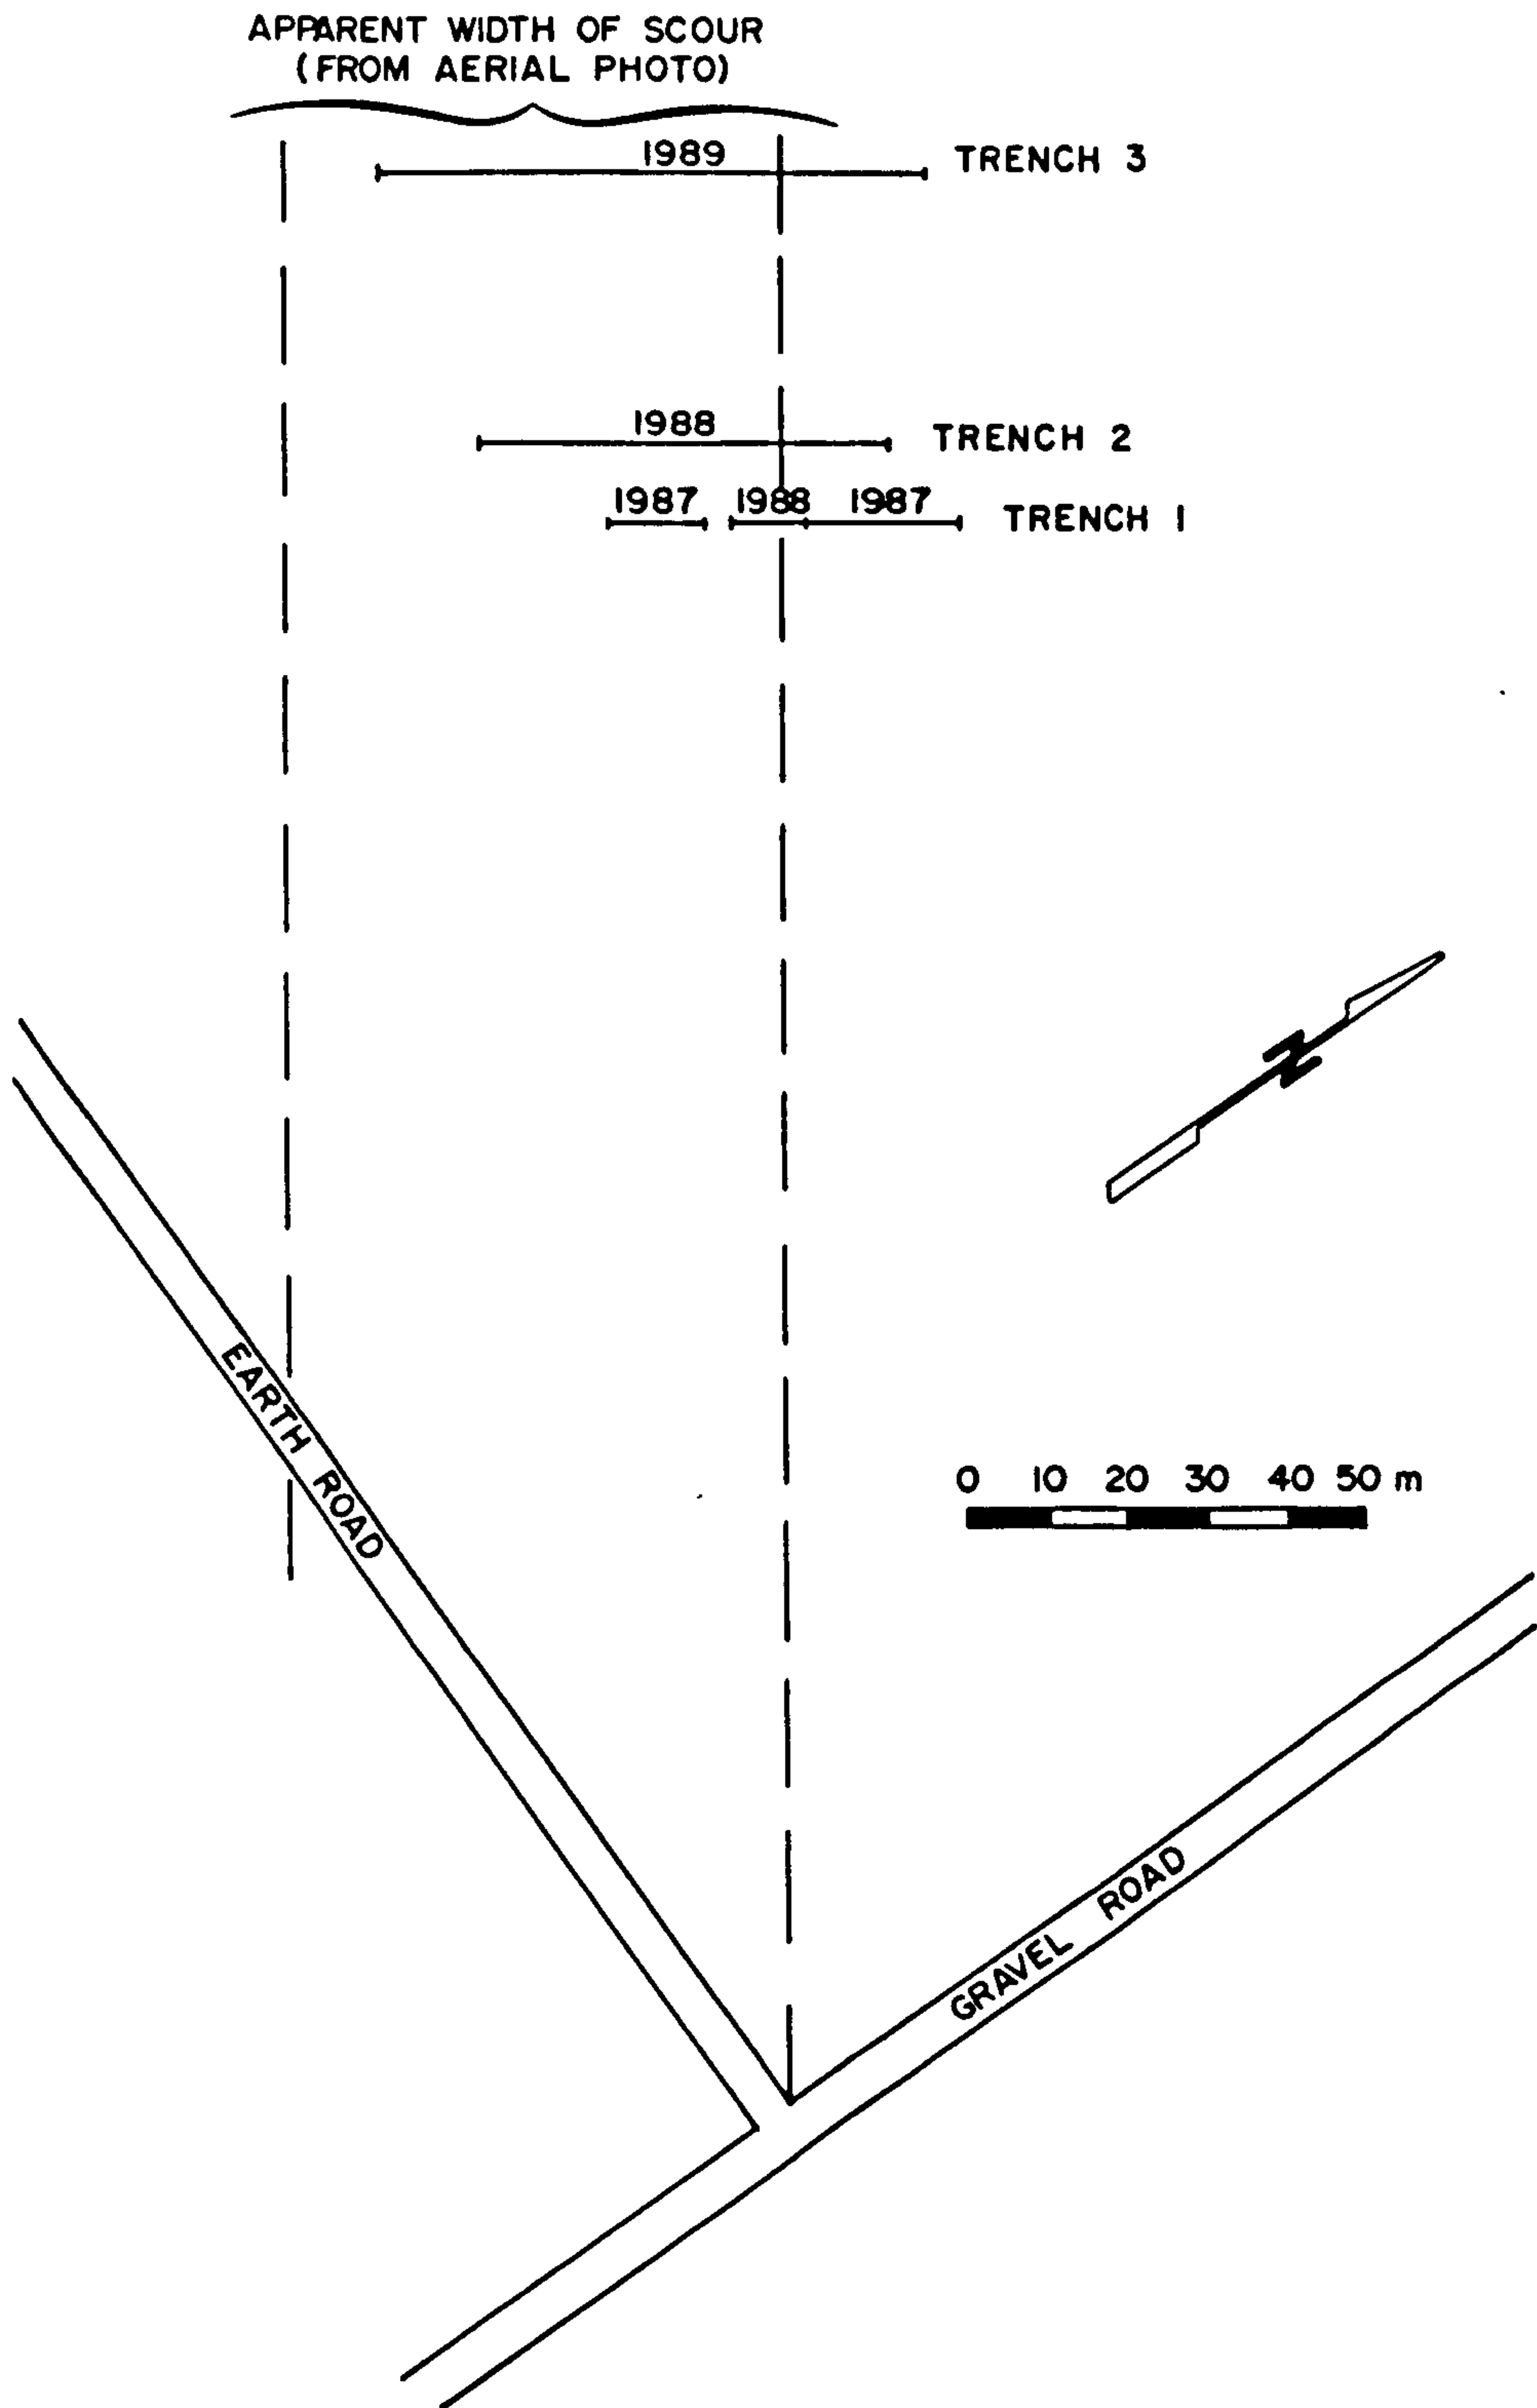 APPARENT WIDTH OF SCOUR
(FROM AERIAL PHOTO)
1989 TRENCH 3
1988 TRENCH 2
1987 1988 1987 TRENCH 1
N
EARTH ROAD
0 10 20 30 40 50 m
GRAVEL ROAD